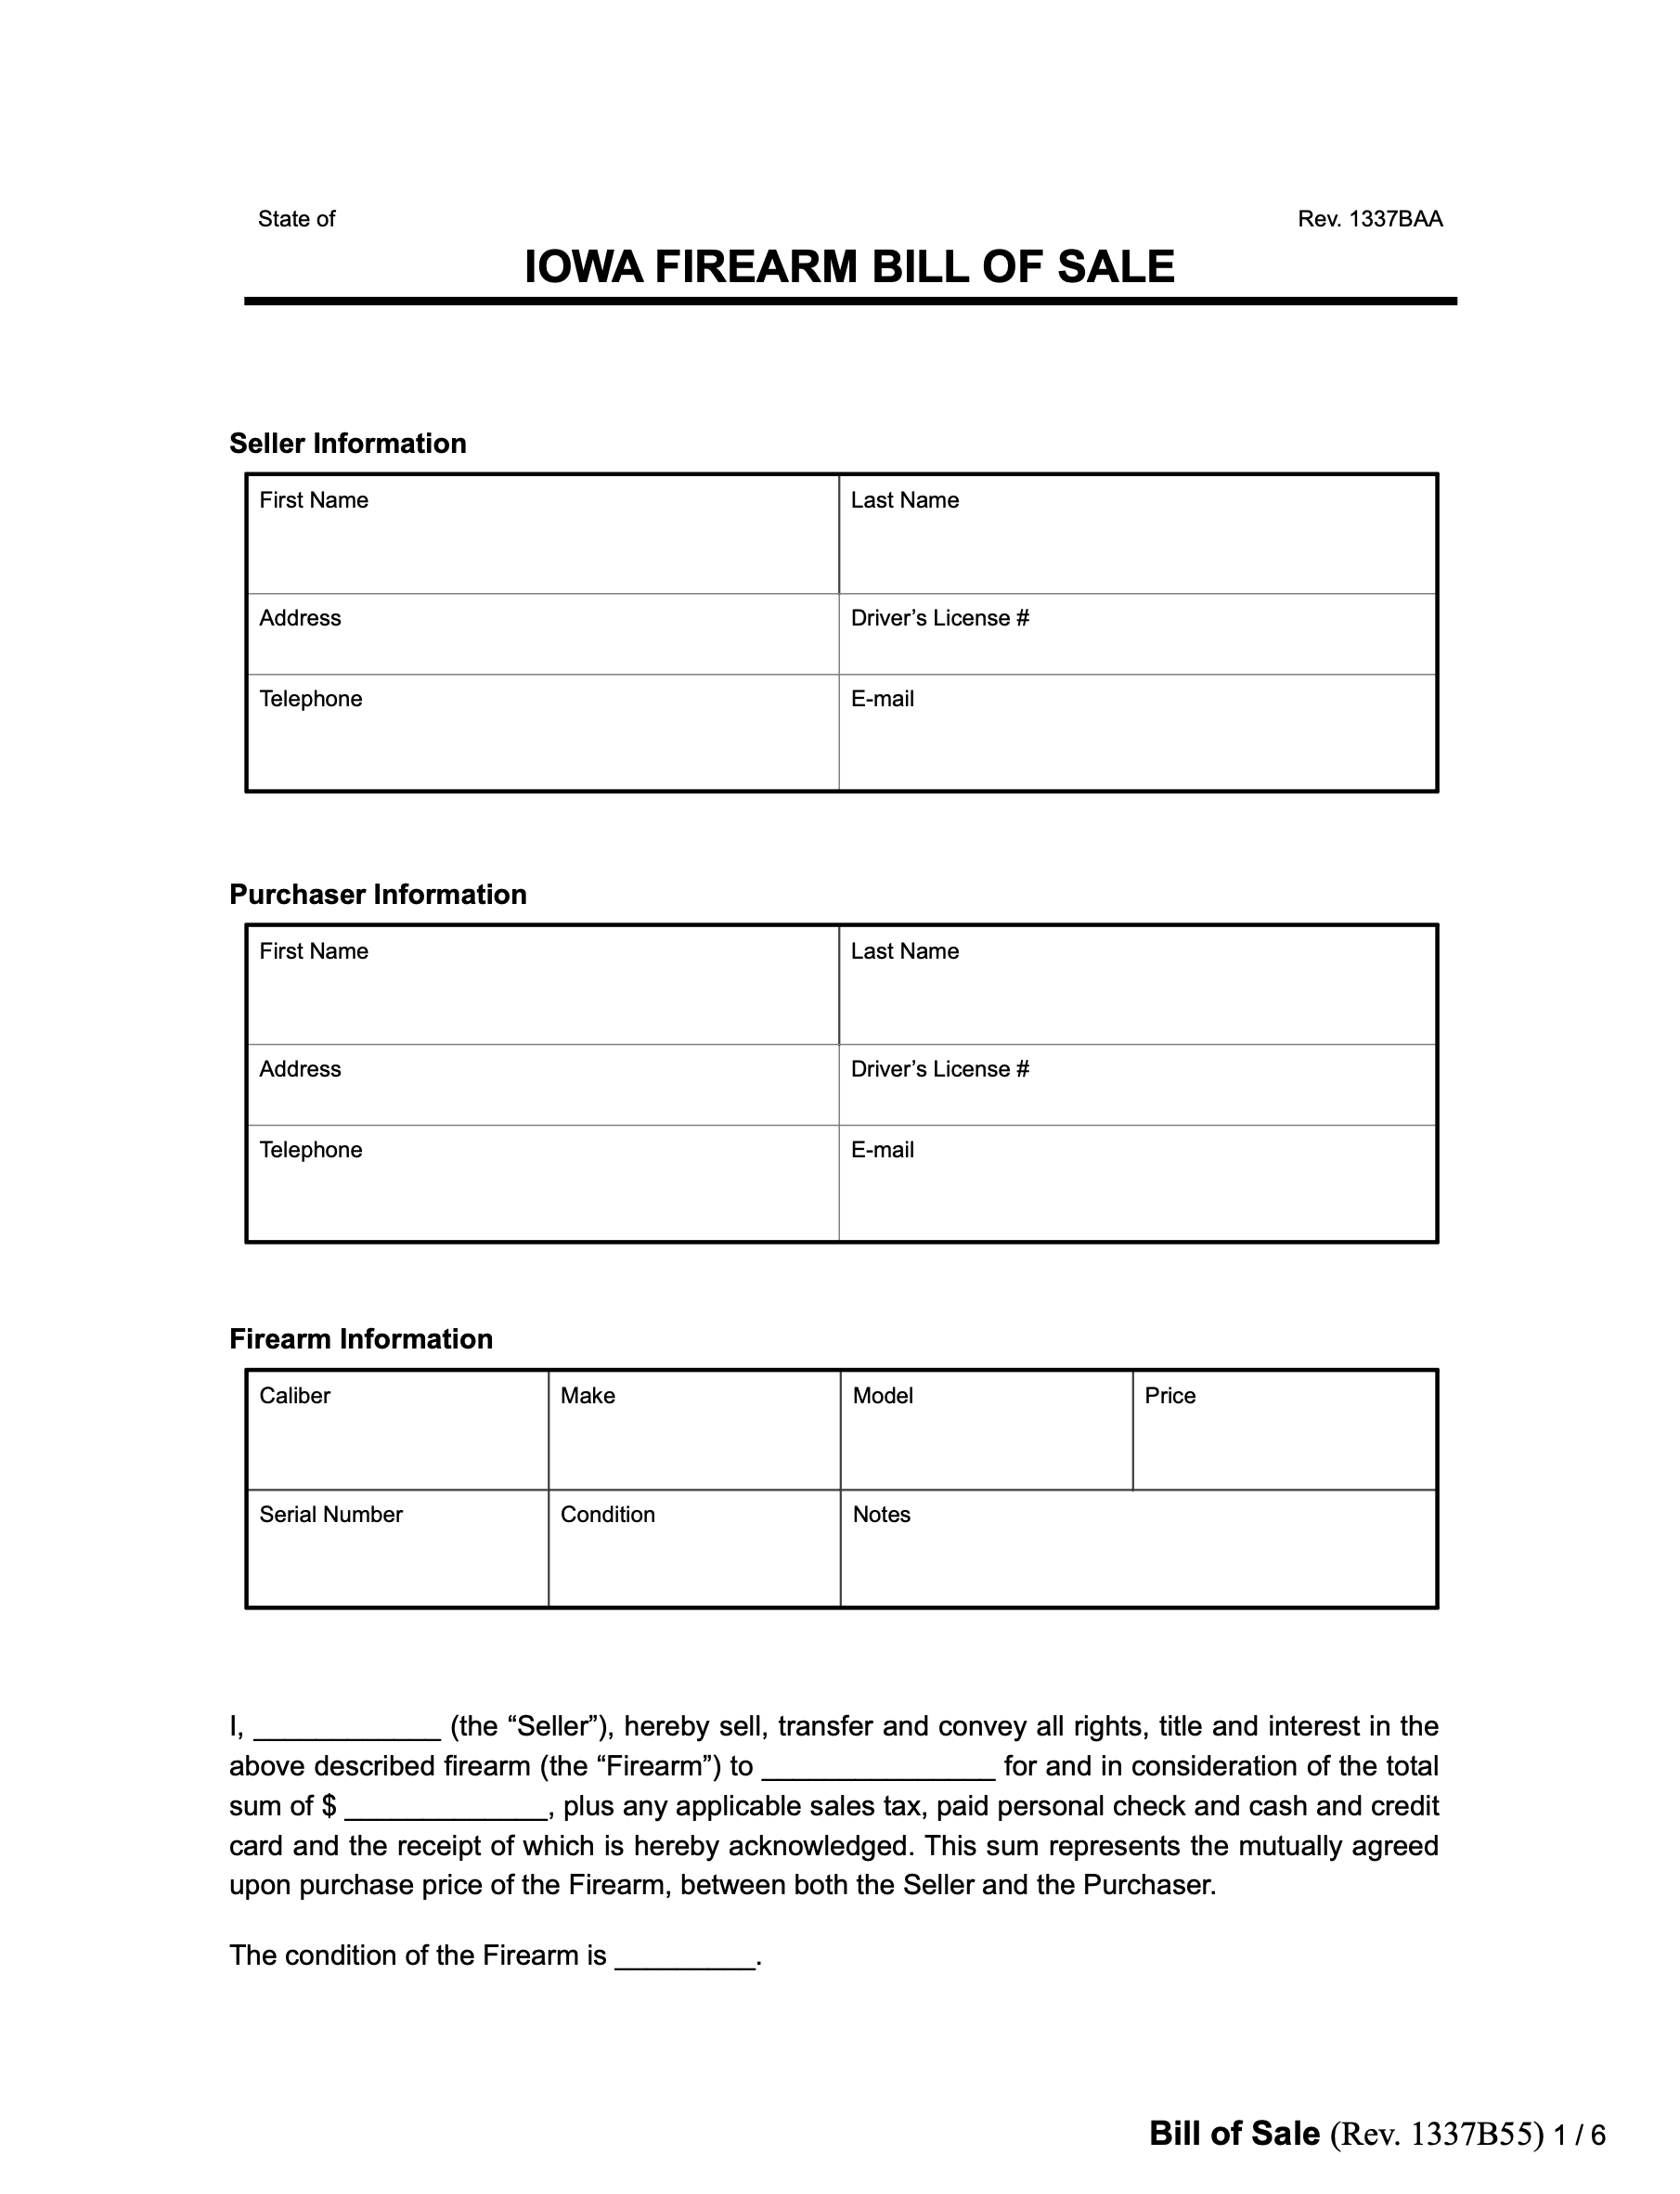 State of Rev. 1337BAA
IOWA FIREARM BILL OF SALE
Seller Information
First Name Last Name
Address Driver’s License #
Telephone E-mail
Purchaser Information
First Name Last Name
Address Driver’s License #
Telephone E-mail
Firearm Information
Caliber Make Model Price
Serial Number Condition Notes
I, ____________ (the “Seller”), hereby sell, transfer and convey all rights, title and interest in the
above described firearm (the “Firearm”) to _______________ for and in consideration of the total
sum of $ _____________, plus any applicable sales tax, paid personal check and cash and credit
card and the receipt of which is hereby acknowledged. This sum represents the mutually agreed
upon purchase price of the Firearm, between both the Seller and the Purchaser.
The condition of the Firearm is _________.
Bill of Sale (Rev. 1337B55) 1 / 6